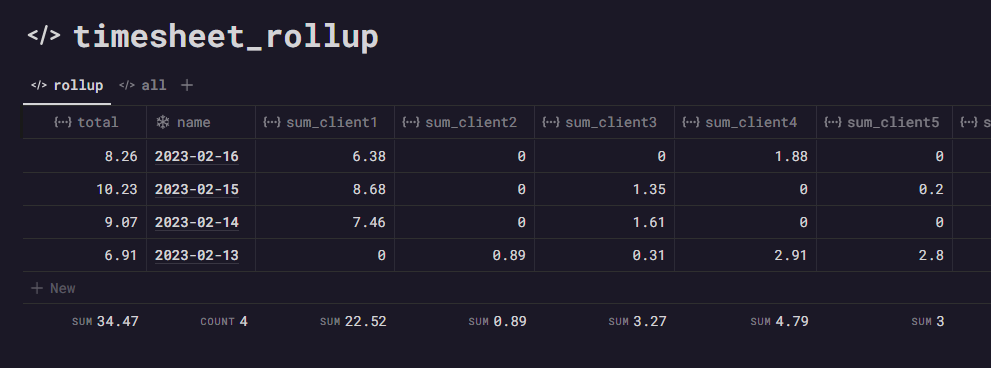 </> timesheet_rollup
</> rollup </> all +
{···} total ❄ name {···} sum_client1 {···} sum_client2 {···} sum_client3 {···} sum_client4 {···} sum_client5 {···} s
8.26 2023-02-16 6.38 0 0 1.88 0
10.23 2023-02-15 8.68 0 1.35 0 0.2
9.07 2023-02-14 7.46 0 1.61 0 0
6.91 2023-02-13 0 0.89 0.31 2.91 2.8
+ New
SUM 34.47 COUNT 4 SUM 22.52 SUM 0.89 SUM 3.27 SUM 4.79 SUM 3